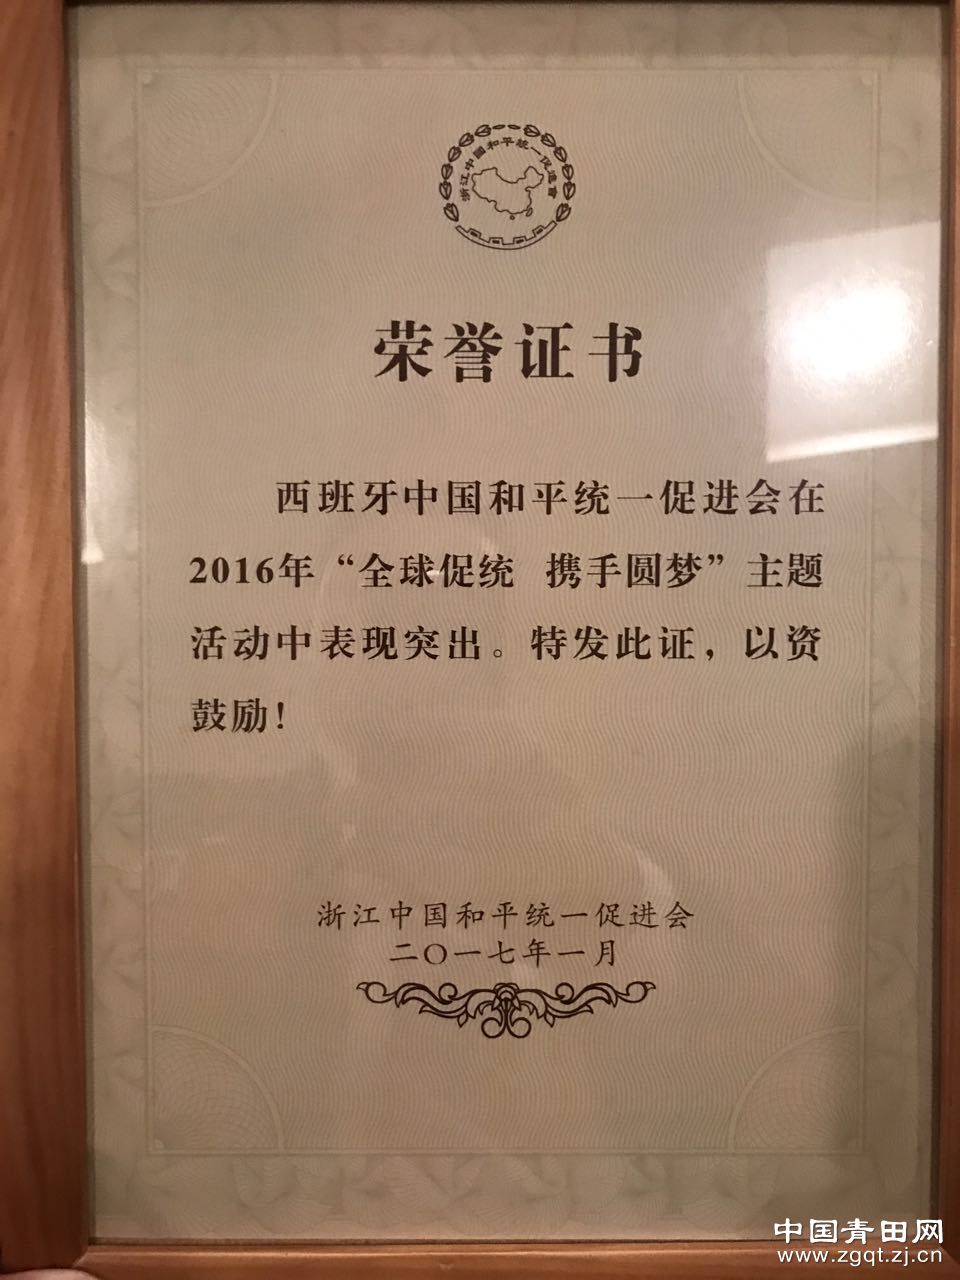 浙江中国和平統一促進會
荣誉证书
西班牙中国和平统一促进会在
2016年“全球促统  携手圆梦”主题
活动中表现突出。特发此证，以资
鼓励！
浙江中国和平统一促进会
二〇一七年一月
中国青田网
www.zgqt.zj.cn